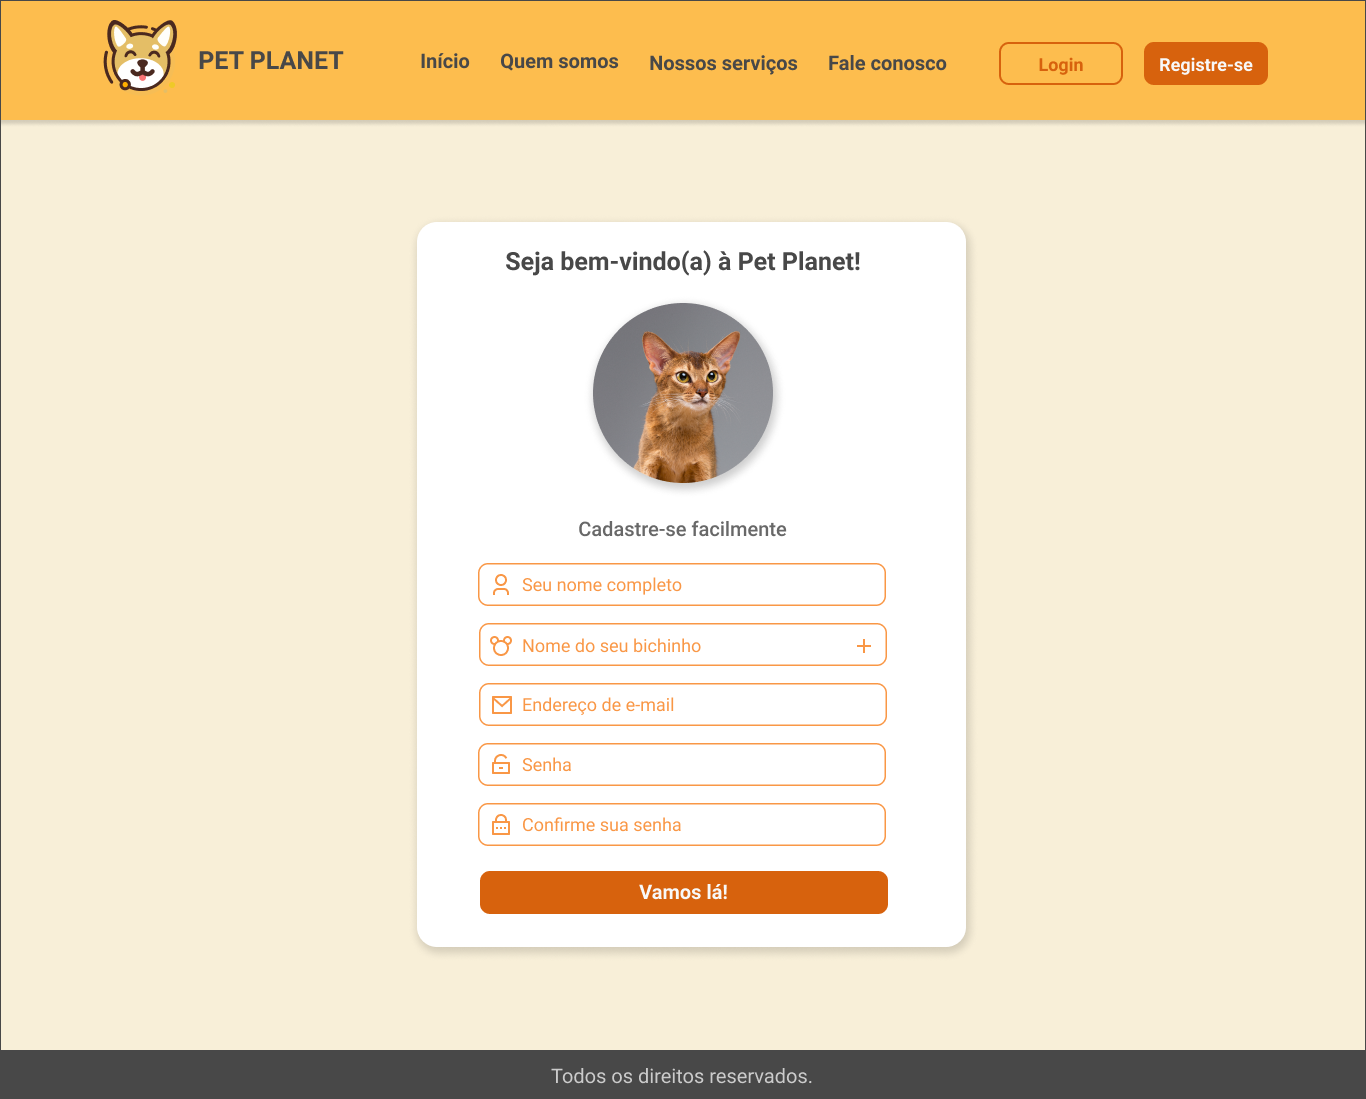 PET PLANET
Início
Quem somos
Nossos serviços
Fale conosco
Login
Registre-se
Seja bem-vindo(a) à Pet Planet!
Cadastre-se facilmente
Seu nome completo
Nome do seu bichinho
Endereço de e-mail
Senha
Confirme sua senha
Vamos lá!
Todos os direitos reservados.